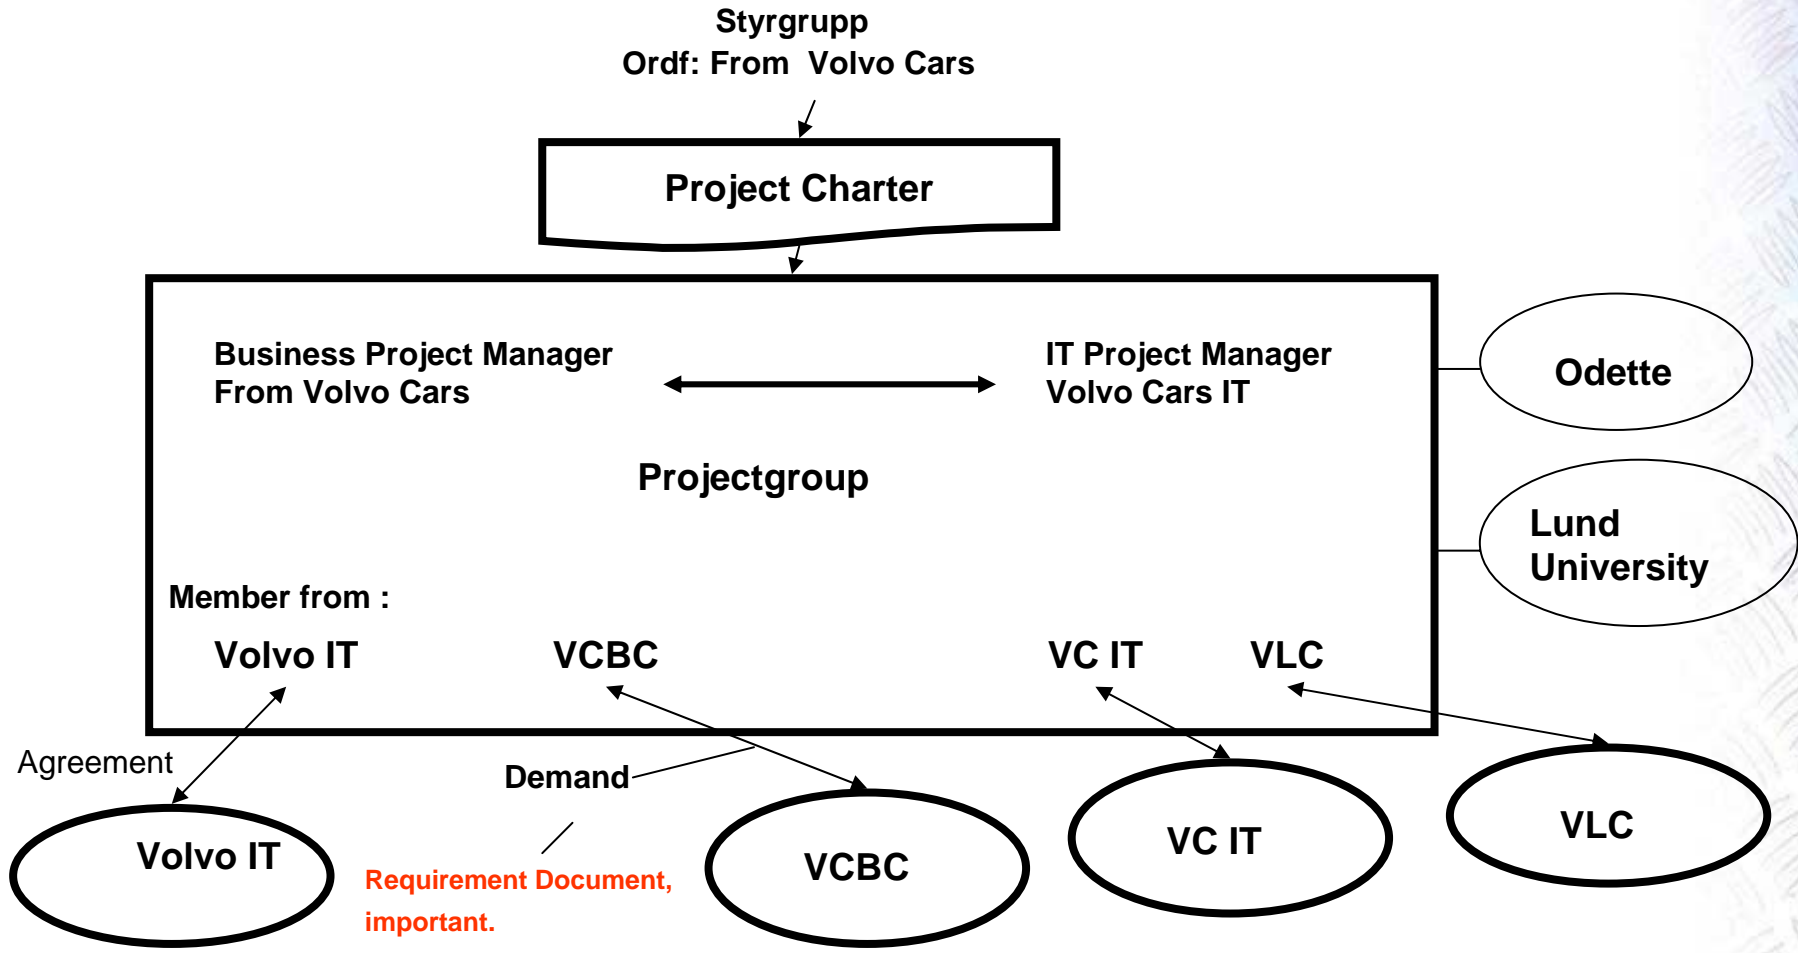 Styrgrupp
Ordf: From Volvo Cars
Project Charter
Business Project Manager
From Volvo Cars
IT Project Manager
Volvo Cars IT
Odette
Projectgroup
Lund
University
Member from :
Volvo IT
VCBC
VC IT
VLC
Agreement
Demand
Volvo IT
Requirement Document,
important.
VCBC
VC IT
VLC